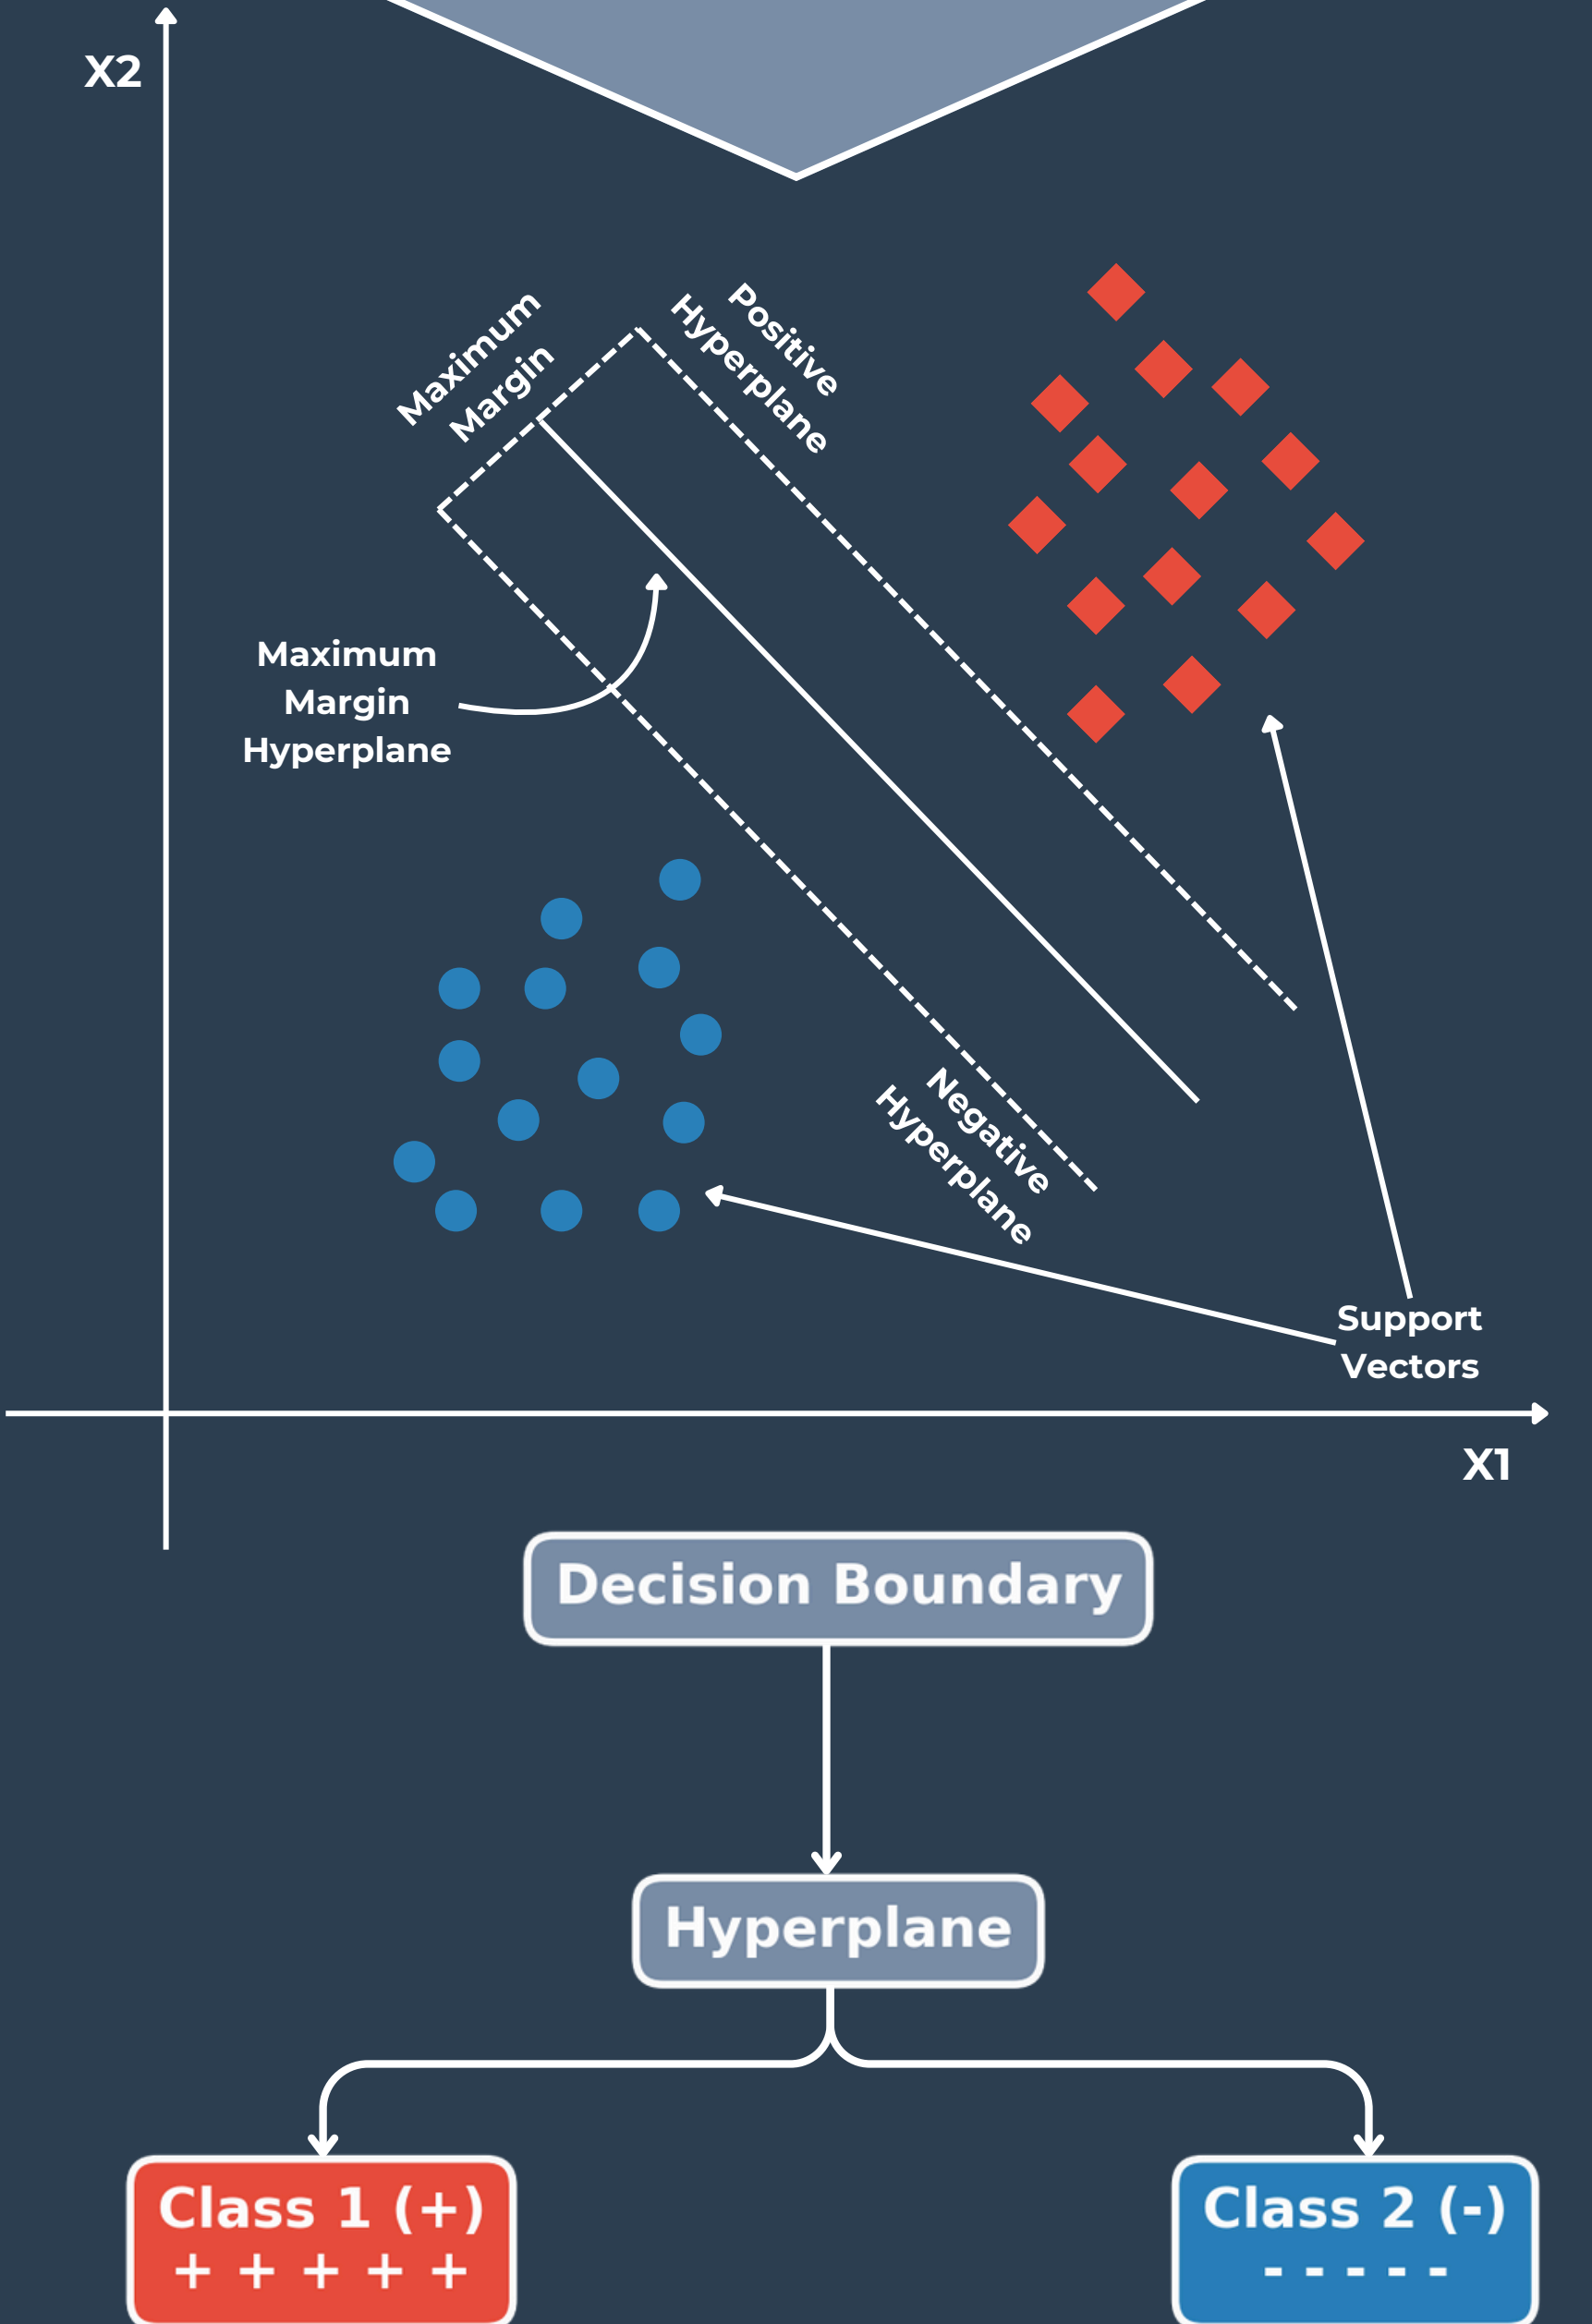 X2
Maximum
Margin
Positive
Hyperplane
Maximum
Margin
Hyperplane
Negative
Hyperplane
Support
Vectors
X1
Decision Boundary
Hyperplane
Class 1 (+)
+ + + + +
Class 2 (-)
- - - - -